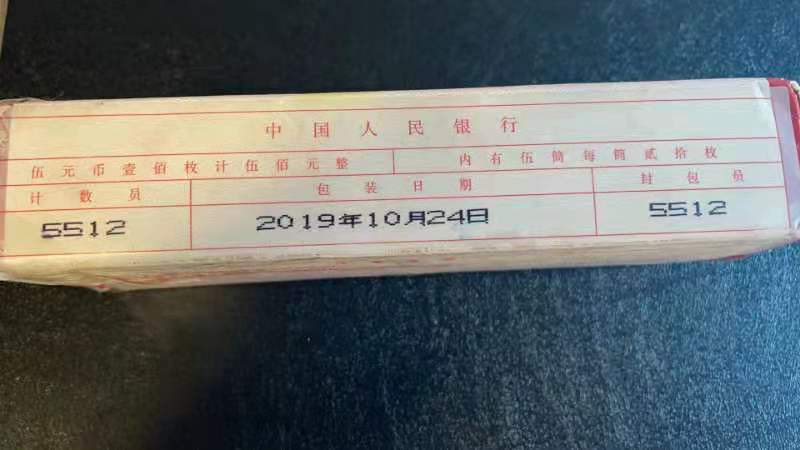 中国人民银行
伍元币壹佰枚计伍佰元整 内有伍筒每筒贰拾枚
计数员 包装日期 封包员
5512 2019年10月24日 5512